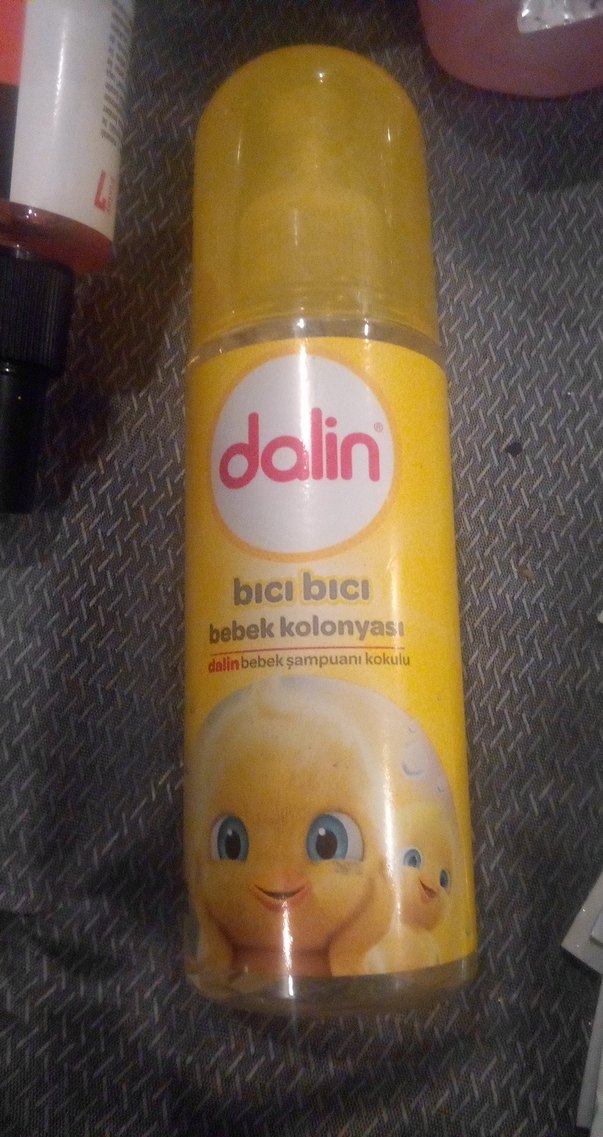 dalin®
bıcı bıcı
bebek kolonyası
dalin bebek şampuanı kokulu